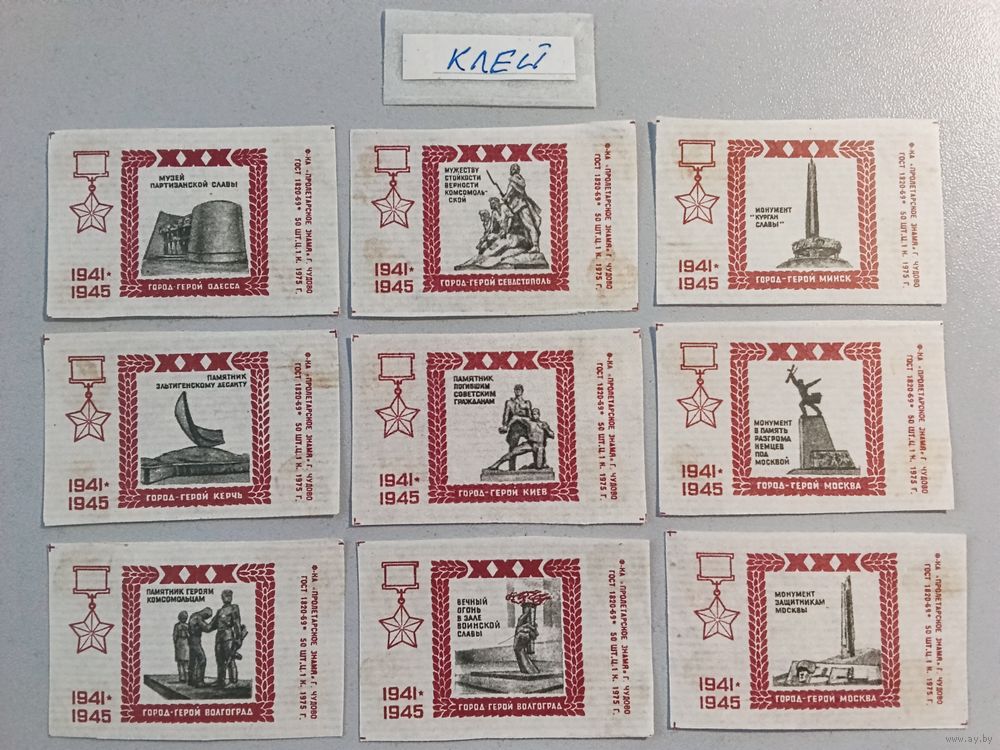 КЛЕЙ
XXX
МУЗЕЙ
ПАРТИЗАНСКОЙ СЛАВЫ
1941*
1945
ГОРОД-ГЕРОЙ ОДЕССА
Ф-КА «ПРОЛЕТАРСКОЕ ЗНАМЯ» Г. ЧУДОВО
ГОСТ 1820-69* 50 ШТ. Ц. 1 К. 1975 Г.
XXX
МУЖЕСТВУ
СТОЙКОСТИ
ВЕРНОСТИ
КОМСОМОЛЬ-
СКОЙ
1941*
1945
ГОРОД-ГЕРОЙ СЕВАСТОПОЛЬ
Ф-КА «ПРОЛЕТАРСКОЕ ЗНАМЯ» Г. ЧУДОВО
ГОСТ 1820-69* 50 ШТ. Ц. 1 К. 1975 Г.
XXX
МОНУМЕНТ
"КУРГАН
СЛАВЫ"
1941*
1945
ГОРОД-ГЕРОЙ МИНСК
Ф-КА «ПРОЛЕТАРСКОЕ ЗНАМЯ» Г. ЧУДОВО
ГОСТ 1820-69* 50 ШТ. Ц. 1 К. 1975 Г.
XXX
ПАМЯТНИК
ЭЛЬТИГЕНСКОМУ ДЕСАНТУ
1941*
1945
ГОРОД-ГЕРОЙ КЕРЧЬ
Ф-КА «ПРОЛЕТАРСКОЕ ЗНАМЯ» Г. ЧУДОВО
ГОСТ 1820-69* 50 ШТ. Ц. 1 К. 1975 Г.
XXX
ПАМЯТНИК
ПОГИБШИМ
СОВЕТСКИМ
ГРАЖДАНАМ
1941*
1945
ГОРОД-ГЕРОЙ КИЕВ
Ф-КА «ПРОЛЕТАРСКОЕ ЗНАМЯ» Г. ЧУДОВО
ГОСТ 1820-69* 50 ШТ. Ц. 1 К. 1975 Г.
XXX
МОНУМЕНТ
В ПАМЯТЬ
РАЗГРОМА
НЕМЦЕВ
ПОД
МОСКВОЙ
1941*
1945
ГОРОД-ГЕРОЙ МОСКВА
Ф-КА «ПРОЛЕТАРСКОЕ ЗНАМЯ» Г. ЧУДОВО
ГОСТ 1820-69* 50 ШТ. Ц. 1 К. 1975 Г.
XXX
ПАМЯТНИК ГЕРОЯМ
КОМСОМОЛЬЦАМ
1941*
1945
ГОРОД-ГЕРОЙ ВОЛГОГРАД
Ф-КА «ПРОЛЕТАРСКОЕ ЗНАМЯ» Г. ЧУДОВО
ГОСТ 1820-69* 50 ШТ. Ц. 1 К. 1975 Г.
XXX
ВЕЧНЫЙ
ОГОНЬ
В ЗАЛЕ
ВОИНСКОЙ
СЛАВЫ
1941*
1945
ГОРОД-ГЕРОЙ ВОЛГОГРАД
Ф-КА «ПРОЛЕТАРСКОЕ ЗНАМЯ» Г. ЧУДОВО
ГОСТ 1820-69* 50 ШТ. Ц. 1 К. 1975 Г.
XXX
МОНУМЕНТ
ЗАЩИТНИКАМ
МОСКВЫ
1941*
1945
ГОРОД-ГЕРОЙ МОСКВА
Ф-КА «ПРОЛЕТАРСКОЕ ЗНАМЯ» Г. ЧУДОВО
ГОСТ 1820-69* 50 ШТ. Ц. 1 К. 1975 Г.
www.ay.by